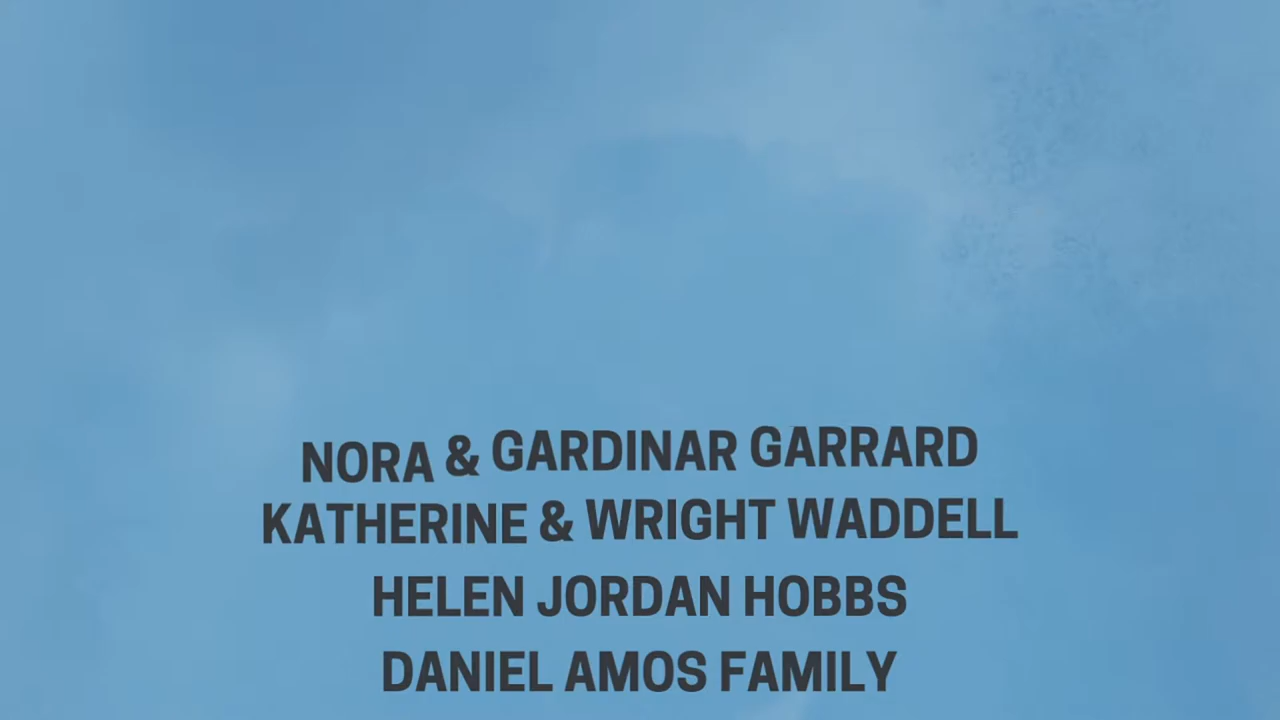 NORA & GARDINAR GARRARD
KATHERINE & WRIGHT WADDELL
HELEN JORDAN HOBBS
DANIEL AMOS FAMILY